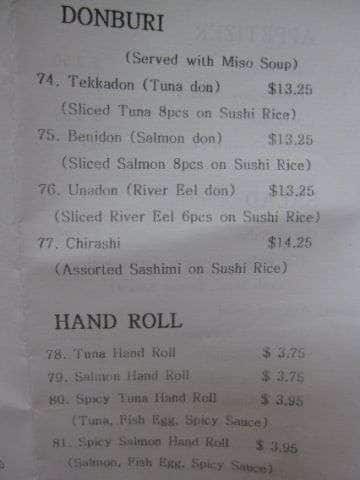 DONBURI
(Served with Miso Soup)
74. Tekkadon (Tuna don) $13.25
(Sliced Tuna 8pcs on Sushi Rice)
75. Benidon (Salmon don) $13.25
(Sliced Salmon 8pcs on Sushi Rice)
76. Unadon (River Eel don) $13.25
(Sliced River Eel 6pcs on Sushi Rice)
77. Chirashi $14.25
(Assorted Sashimi on Sushi Rice)
HAND ROLL
78. Tuna Hand Roll $ 3.75
79. Salmon Hand Roll $ 3.75
80. Spicy Tuna Hand Roll $ 3.95
(Tuna, Fish Egg, Spicy Sauce)
81. Spicy Salmon Hand Roll $ 3.95
(Salmon, Fish Egg, Spicy Sauce)